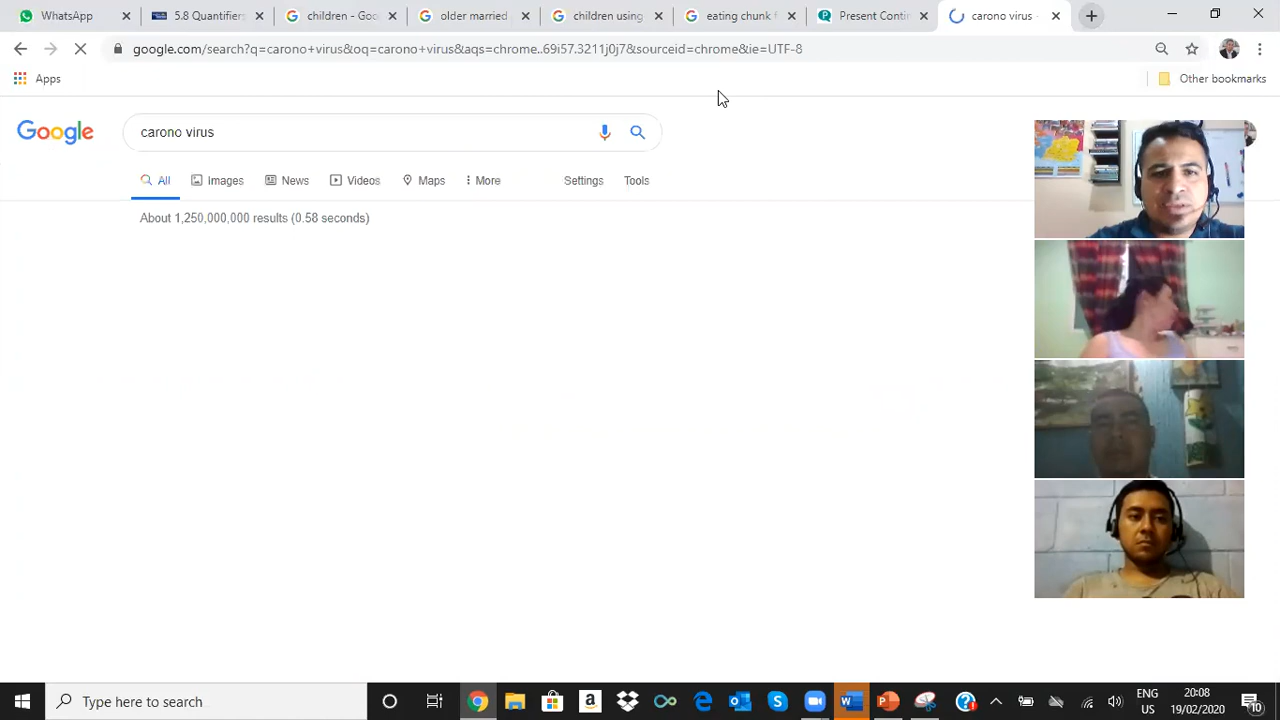 WhatsApp
5.8 Quantifiers
children - Goo
older married
children using
eating chunk f
Present Contin
carono virus -
google.com/search?q=carono+virus&oq=carono+virus&aqs=chrome..69i57.3211j0j7&sourceid=chrome&ie=UTF-8
Apps
Other bookmarks
Google
carono virus
All
Images
News
Videos
Maps
More
Settings
Tools
About 1,250,000,000 results (0.58 seconds)
Type here to search
ENG
US
20:08
19/02/2020
10